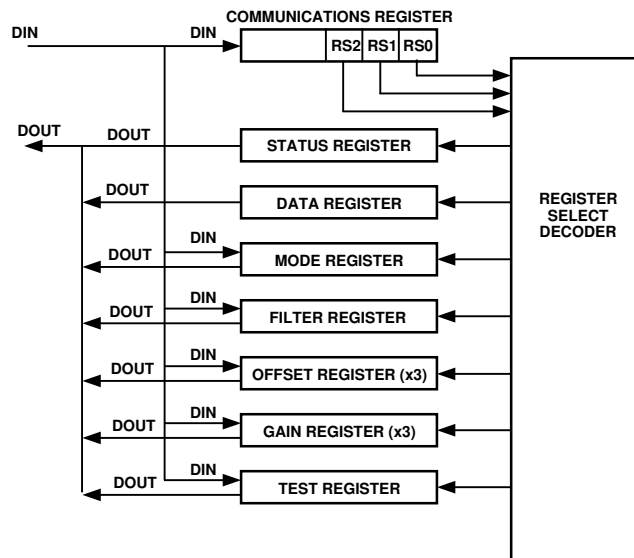 COMMUNICATIONS REGISTER
DIN
DIN
RS2 RS1 RS0
DOUT
DOUT
STATUS REGISTER
DOUT
DATA REGISTER
REGISTER
SELECT
DECODER
DIN
DOUT
MODE REGISTER
DIN
DOUT
FILTER REGISTER
DIN
DOUT
OFFSET REGISTER (x3)
DIN
DOUT
GAIN REGISTER (x3)
DIN
DOUT
TEST REGISTER